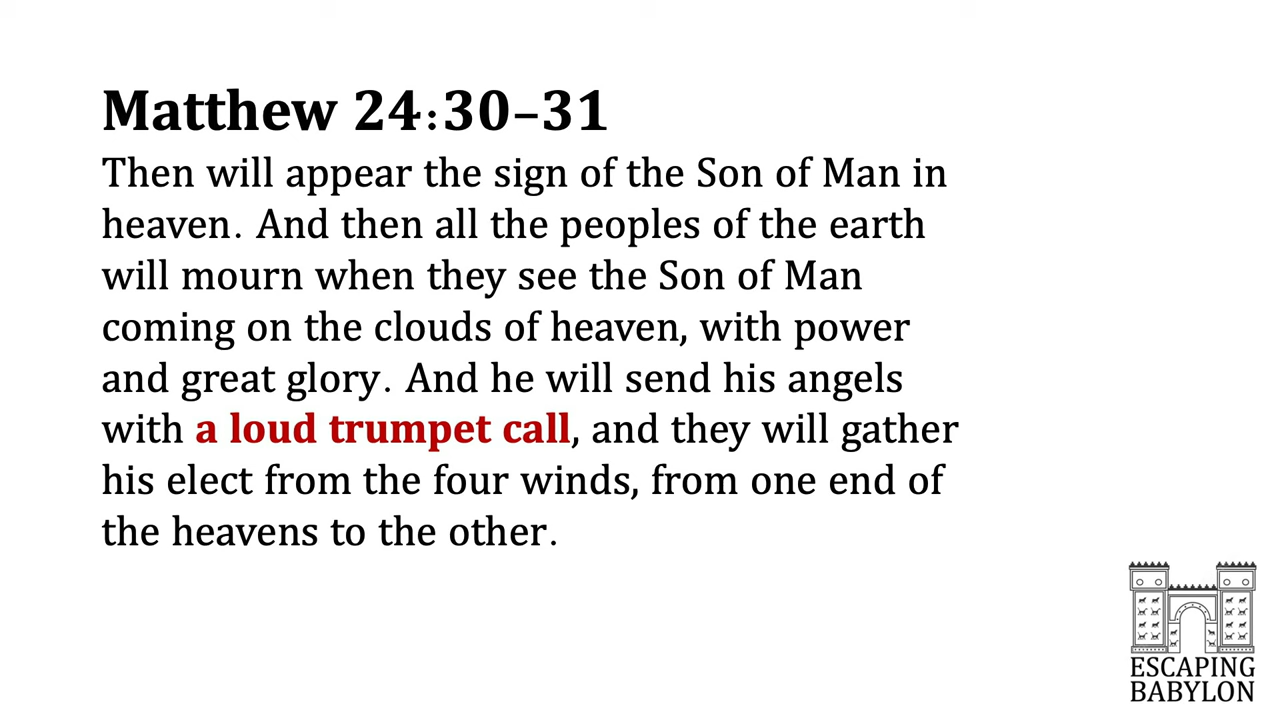 Matthew 24:30–31
Then will appear the sign of the Son of Man in
heaven. And then all the peoples of the earth
will mourn when they see the Son of Man
coming on the clouds of heaven, with power
and great glory. And he will send his angels
with a loud trumpet call, and they will gather
his elect from the four winds, from one end of
the heavens to the other.
ESCAPING
BABYLON